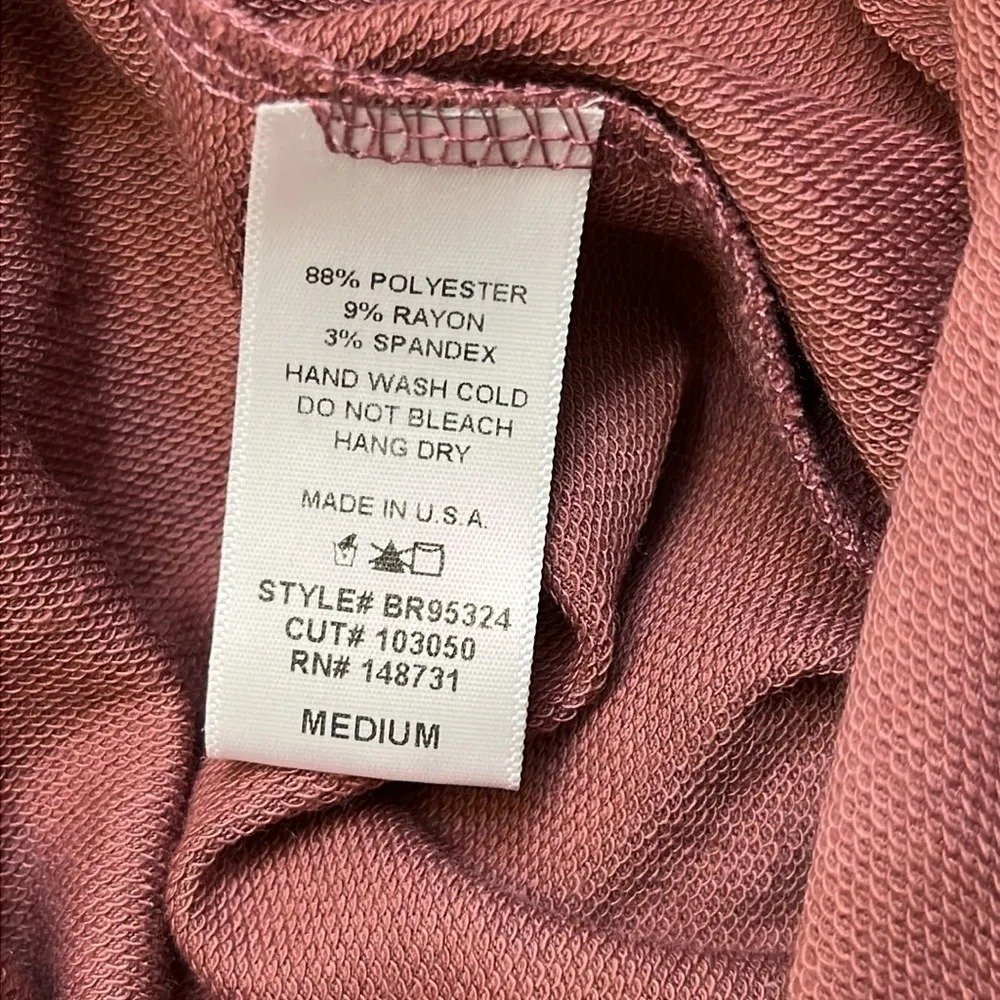 88% POLYESTER
9% RAYON
3% SPANDEX
HAND WASH COLD
DO NOT BLEACH
HANG DRY
MADE IN U.S.A.
STYLE# BR95324
CUT# 103050
RN# 148731
MEDIUM